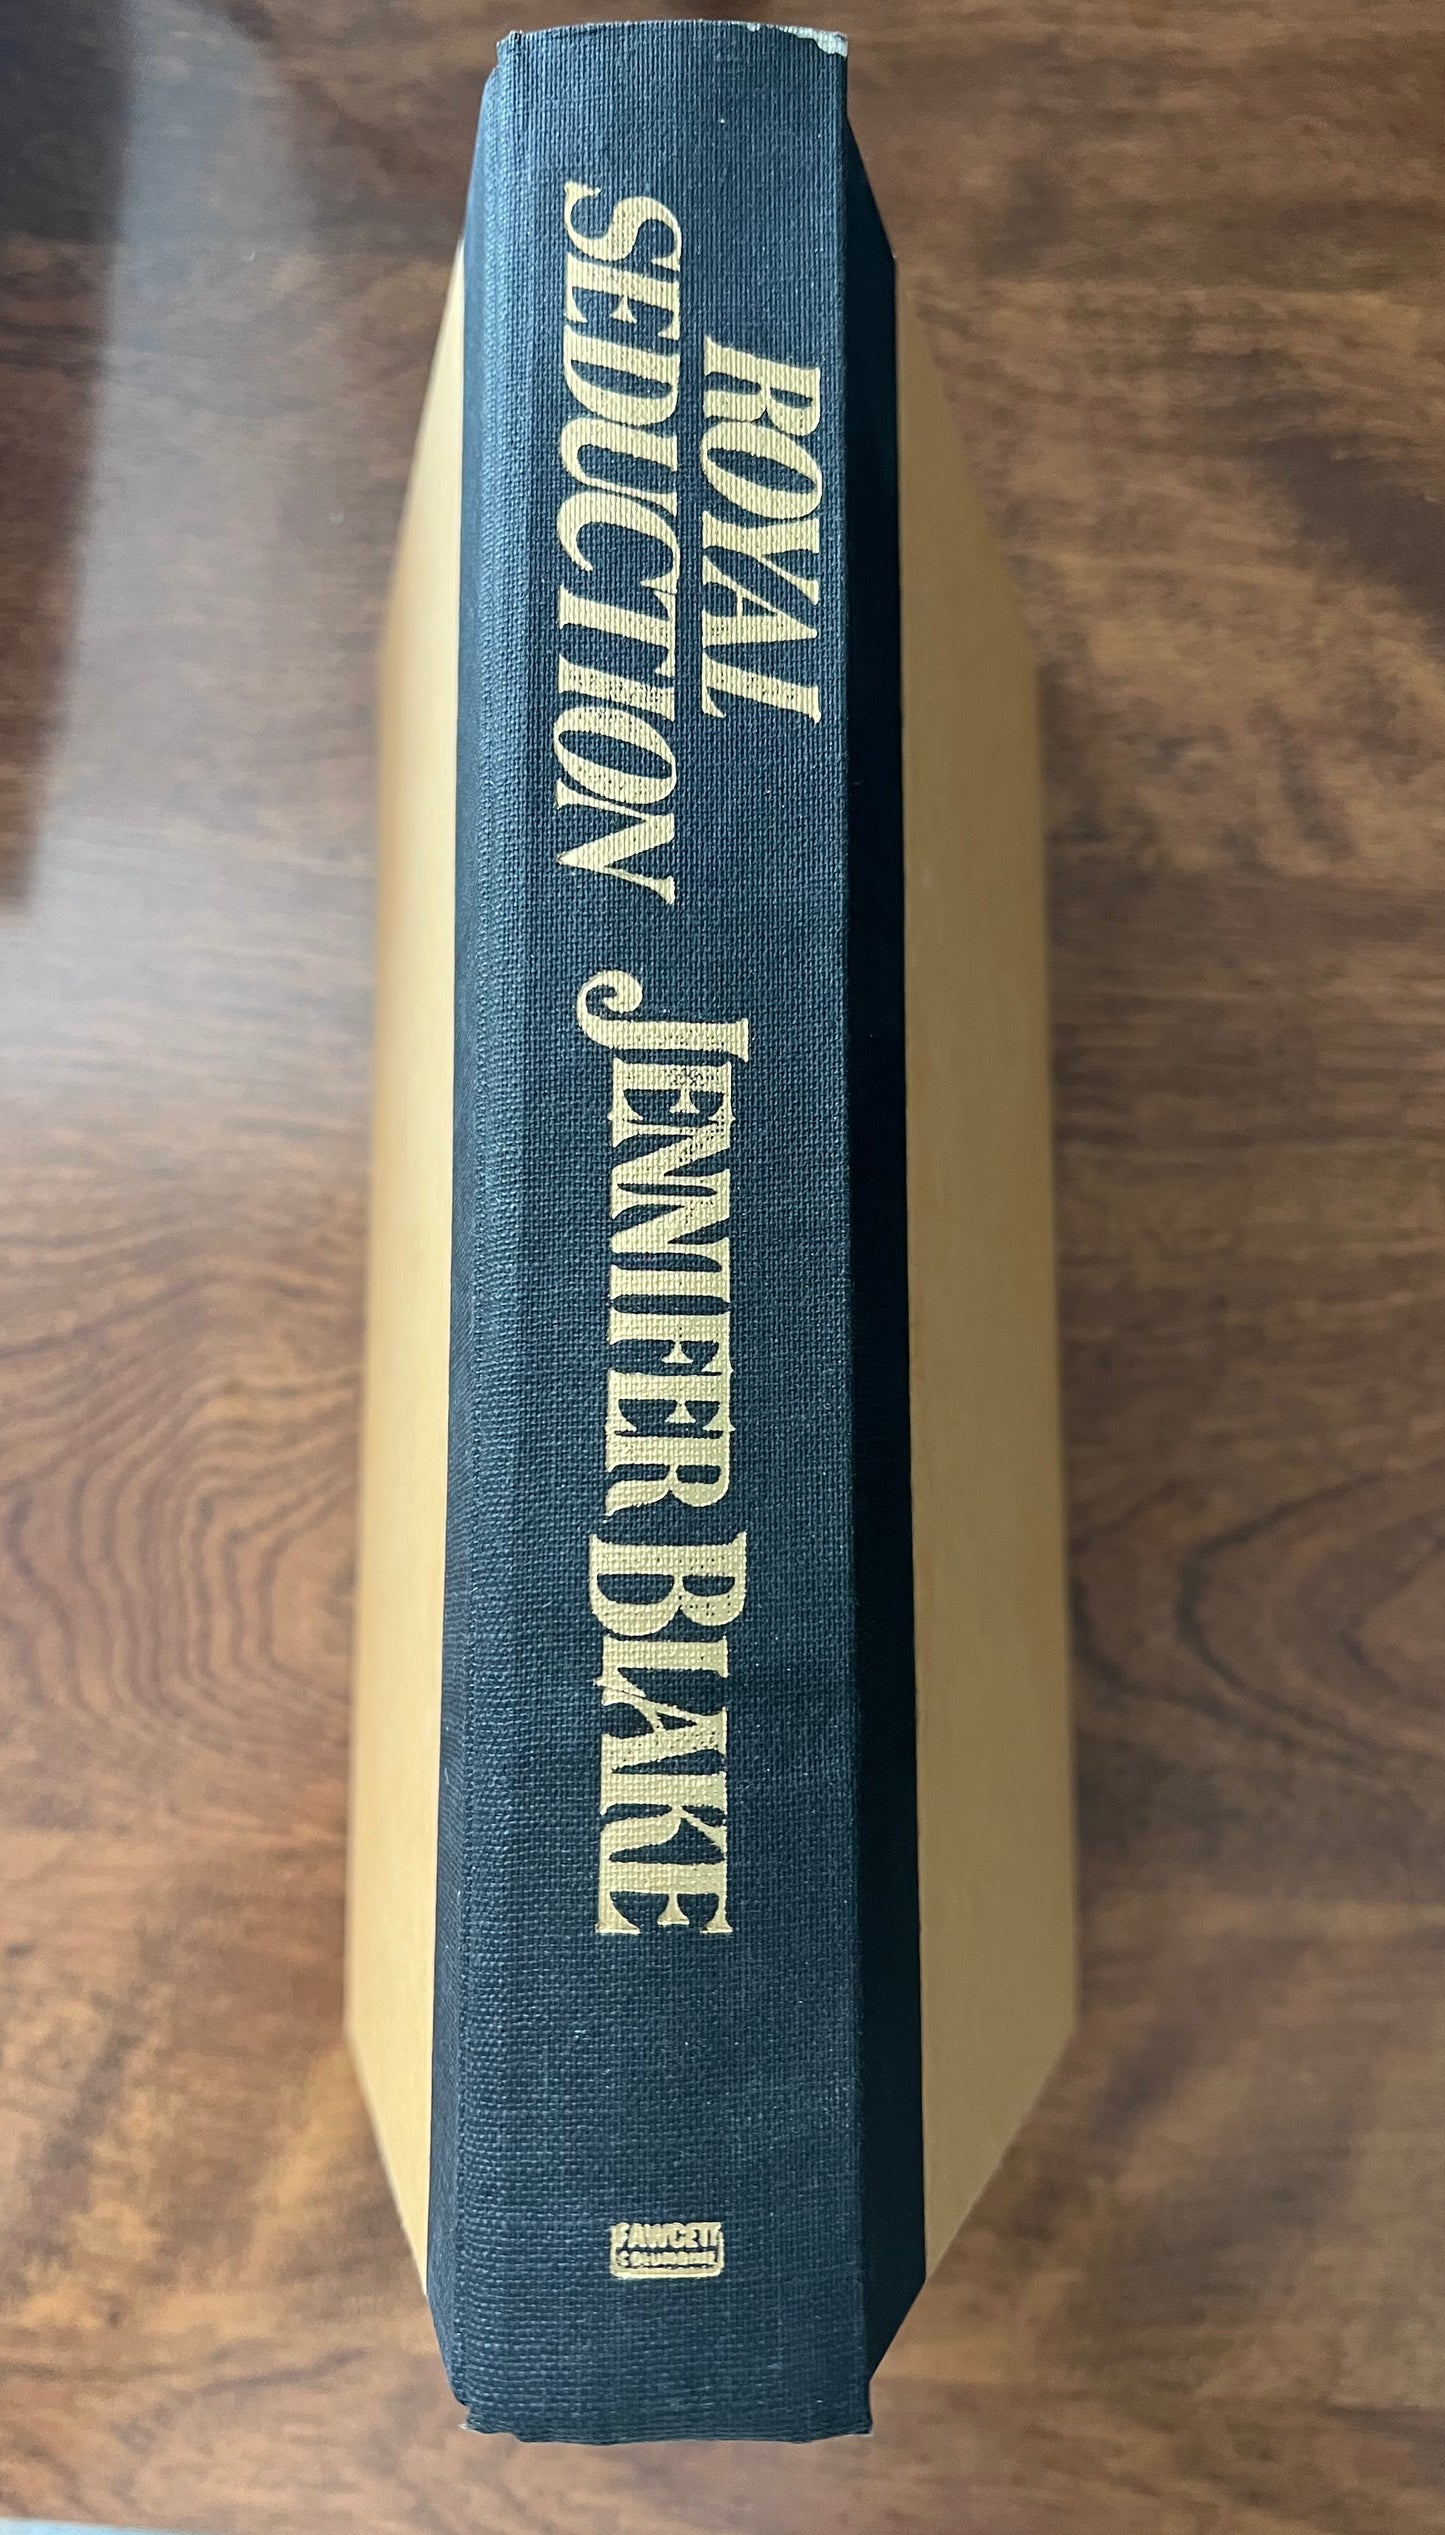 ROYAL
SEDUCTION
JENNIFER BLAKE
FAWCETT
COLUMBINE